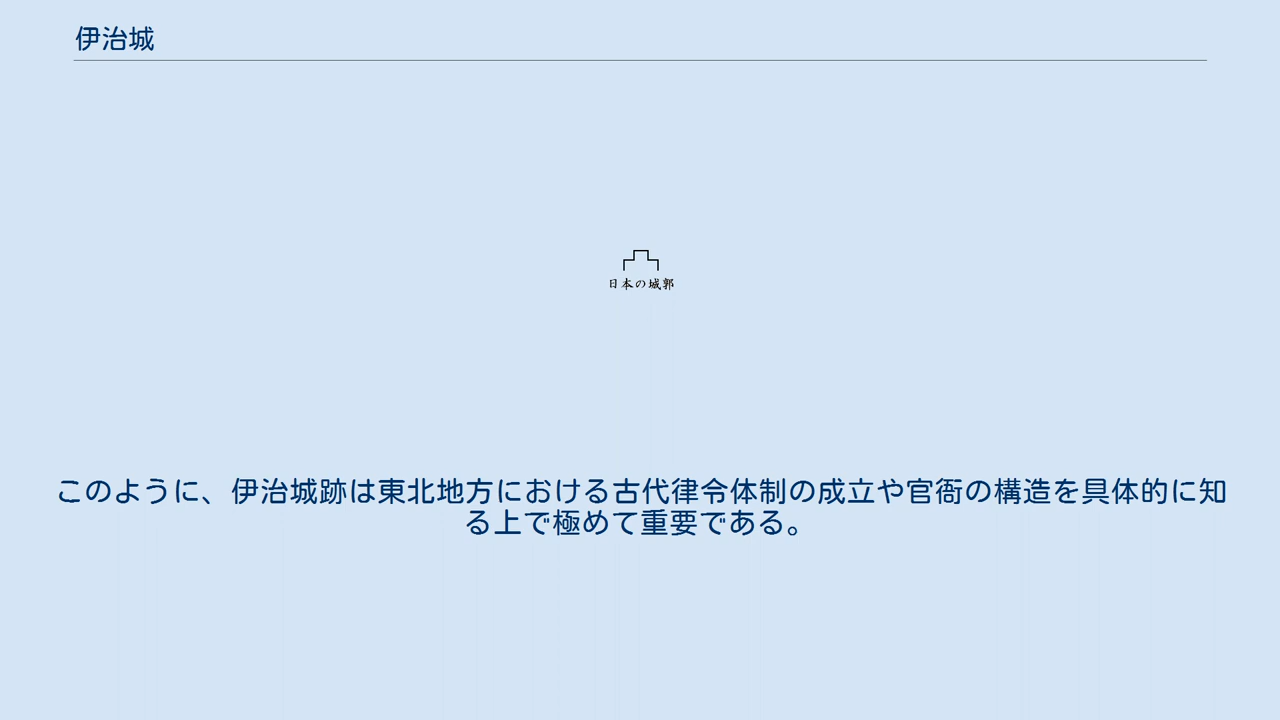 伊治城
日本の城郭
このように、伊治城跡は東北地方における古代律令体制の成立や官衙の構造を具体的に知
る上で極めて重要である。